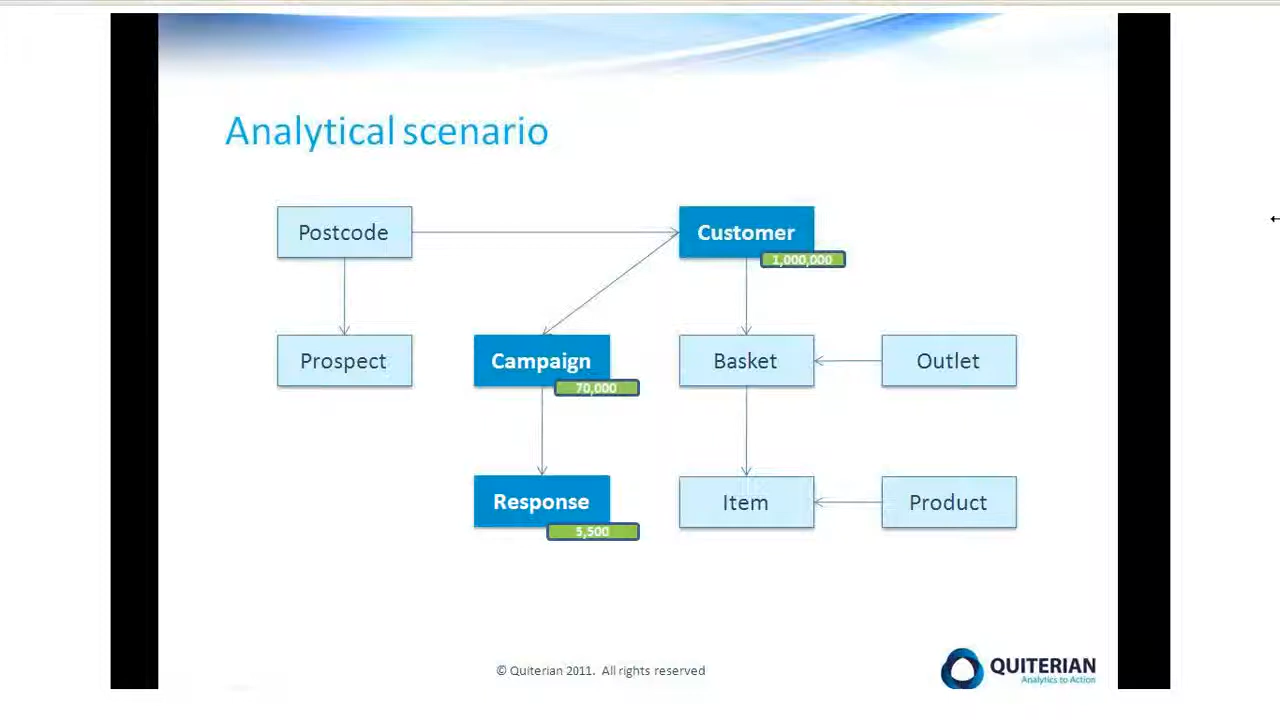 Analytical scenario
Postcode
Customer
1,000,000
Prospect
Campaign
70,000
Basket
Outlet
Response
5,500
Item
Product
© Quiterian 2011. All rights reserved
QUITERIAN
Analytics to Action